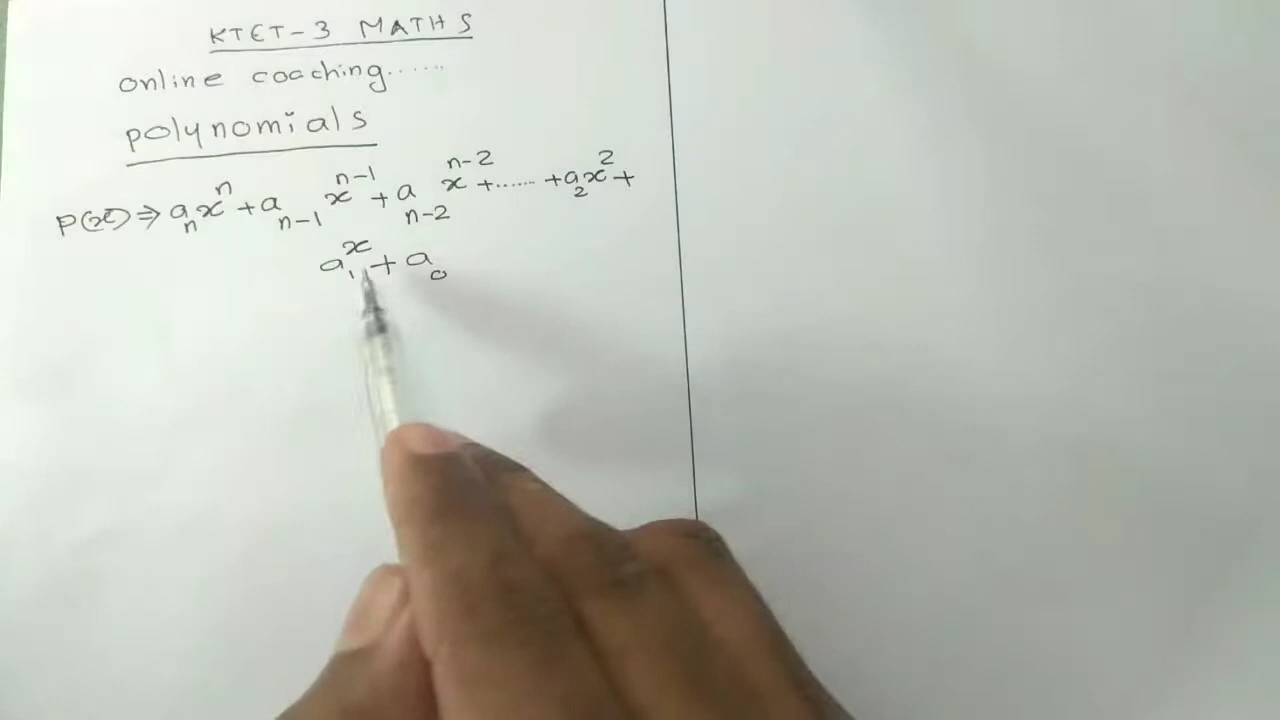 KTET-3 MATHS
online coaching......
polynomials
P(x) ⇒ aₙxⁿ + aₙ₋₁xⁿ⁻¹ + aₙ₋₂xⁿ⁻² + ...... + a₂x² +
a₁x + a₀